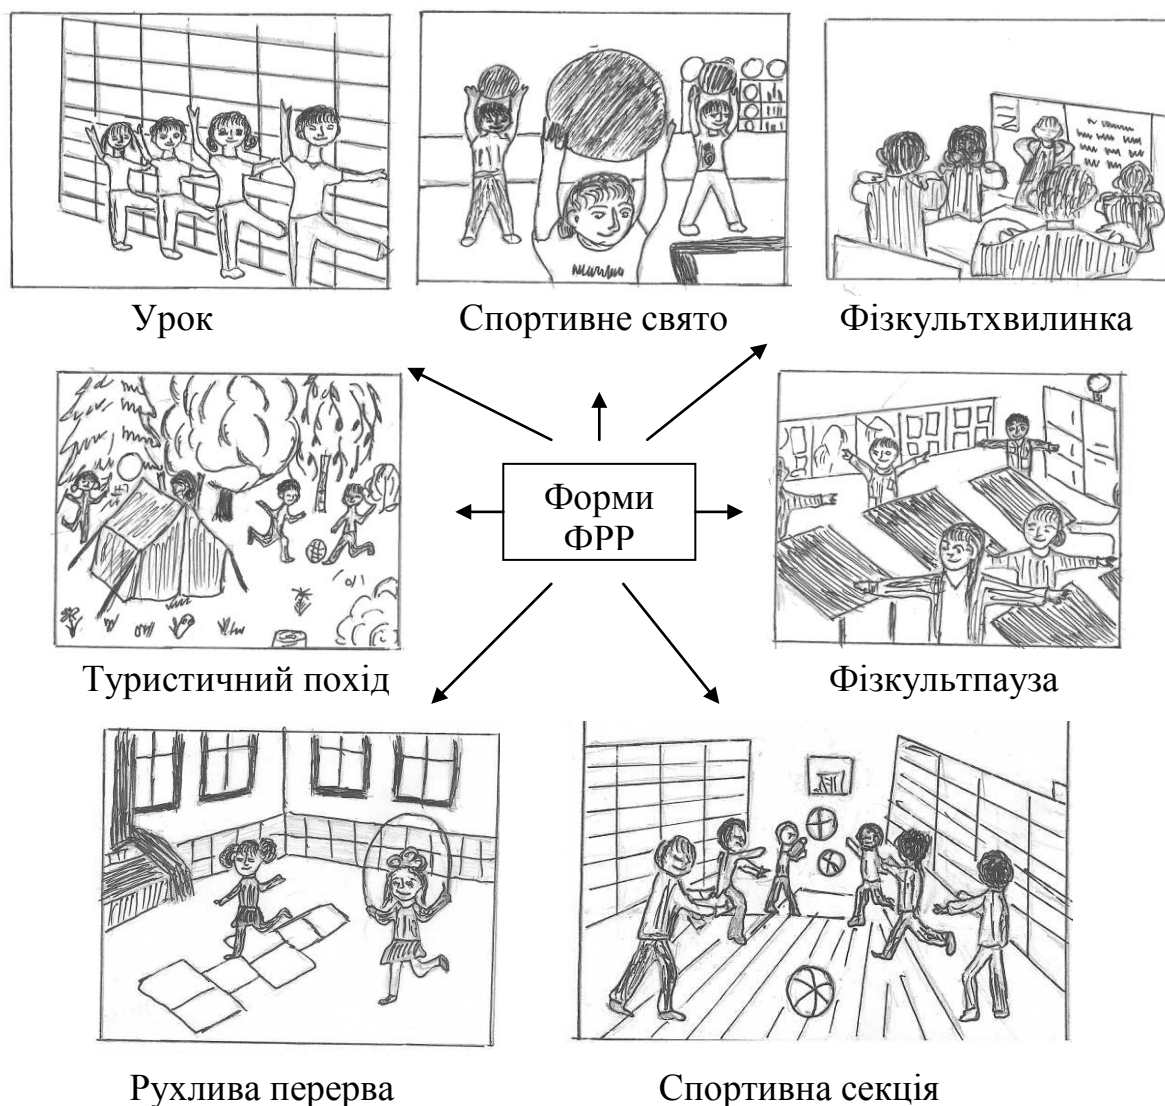 Урок
Спортивне свято
Фізкультхвилинка
Форми
ФРР
Туристичний похід
Фізкультпауза
Рухлива перерва
Спортивна секція